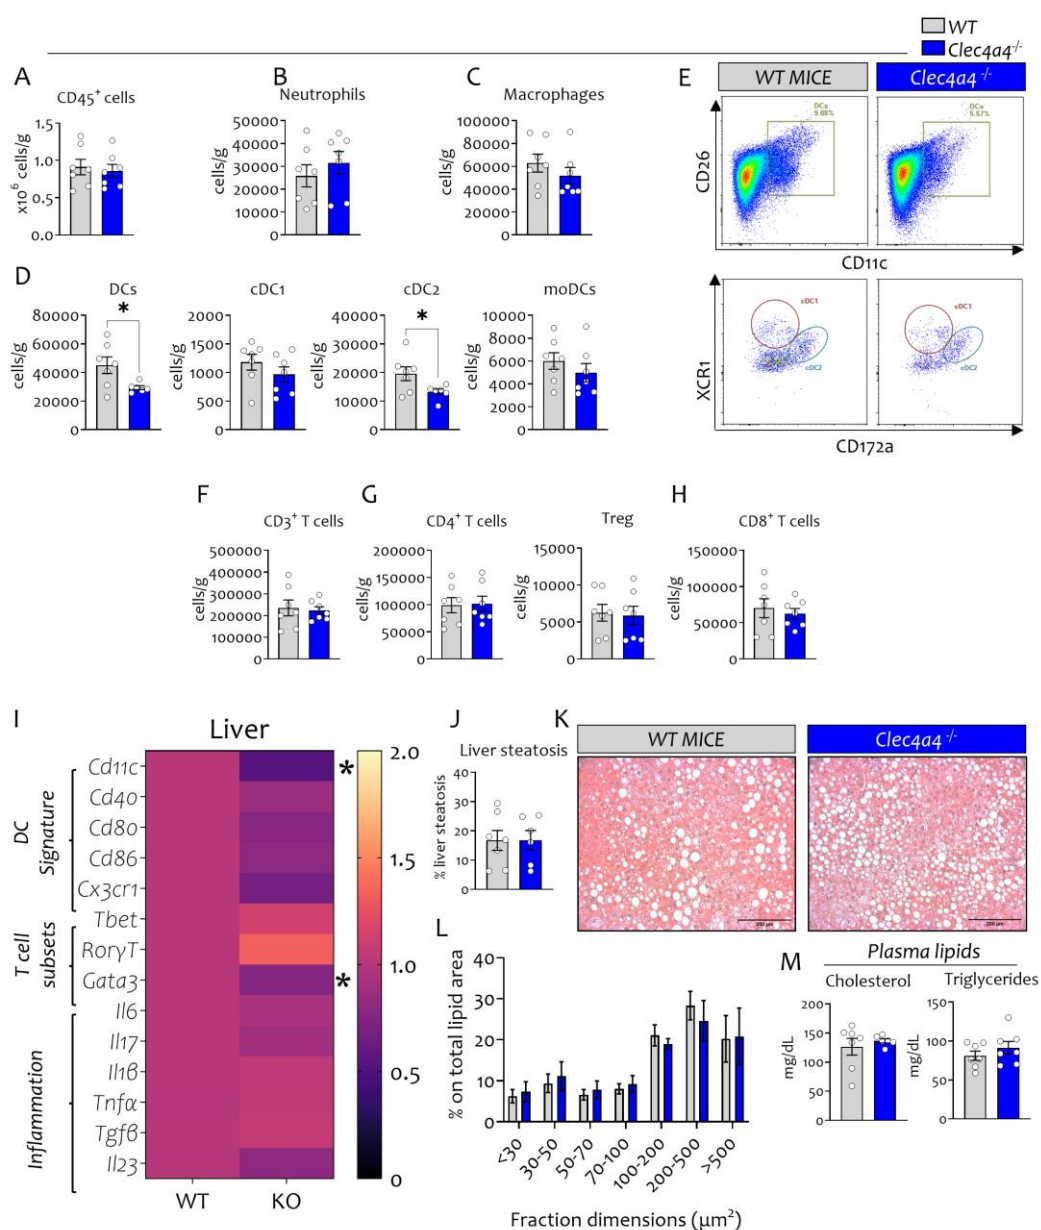 WT
Clec4a4-/-
A
CD45+ cells
x10⁶ cells/g
1.5
1.0
0.5
0.0
B
Neutrophils
cells/g
50000
40000
30000
20000
10000
0
C
Macrophages
cells/g
100000
80000
60000
40000
20000
0
E
WT MICE
Clec4a4 -/-
DCs
9.08%
DCs
5.57%
CD26
CD11c
cDC1
cDC2
cDC1
cDC2
XCR1
CD172a
D
DCs
*
cells/g
80000
60000
40000
20000
0
cDC1
cells/g
2000
1500
1000
500
0
cDC2
*
cells/g
40000
30000
20000
10000
0
moDCs
cells/g
10000
8000
6000
4000
2000
0
F
CD3+ T cells
cells/g
500000
400000
300000
200000
100000
0
G
CD4+ T cells
cells/g
200000
150000
100000
50000
0
Treg
cells/g
15000
10000
5000
0
H
CD8+ T cells
cells/g
200000
150000
100000
50000
0
I
Liver
DC
Signature
Cd11c
*
Cd40
Cd80
Cd86
Cx3cr1
T cell
subsets
Tbet
RorγT
Gata3
*
Inflammation
Il6
Il17
Il1β
Tnfα
Tgfβ
Il23
WT
KO
2.0
1.5
1.0
0.5
0
J
Liver steatosis
% liver steatosis
40
30
20
10
0
K
WT MICE
Clec4a4 -/-
L
% on total lipid area
40
30
20
10
0
<30
30-50
50-70
70-100
100-200
200-500
>500
Fraction dimensions (µm²)
M
Plasma lipids
Cholesterol
mg/dL
200
150
100
50
0
Triglycerides
mg/dL
150
100
50
0